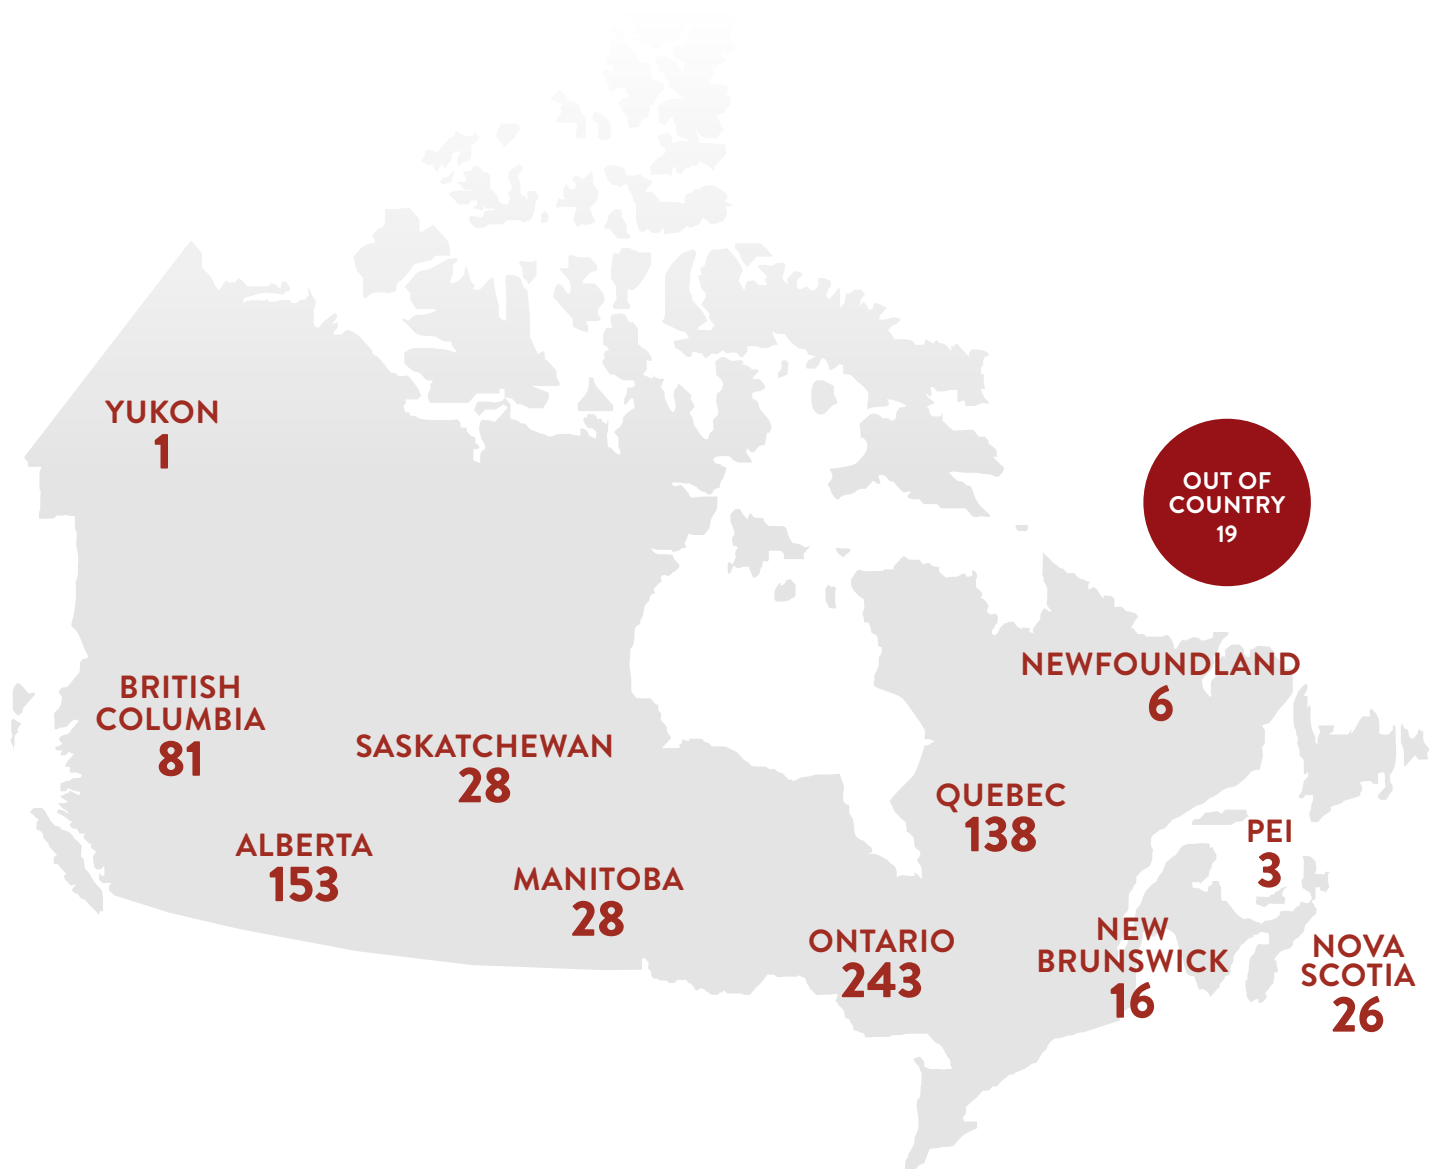 YUKON
1
OUT OF
COUNTRY
19
NEWFOUNDLAND
6
BRITISH
COLUMBIA
81
SASKATCHEWAN
28
QUEBEC
138
PEI
3
ALBERTA
153
MANITOBA
28
ONTARIO
243
NEW
BRUNSWICK
16
NOVA
SCOTIA
26